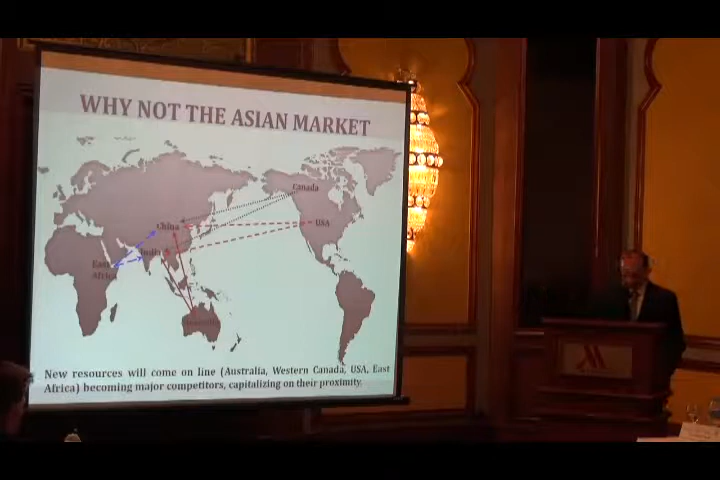 WHY NOT THE ASIAN MARKET
Canada
USA
China
India
East
Africa
New resources will come on line (Australia, Western Canada, USA, East
Africa) becoming major competitors, capitalizing on their proximity.